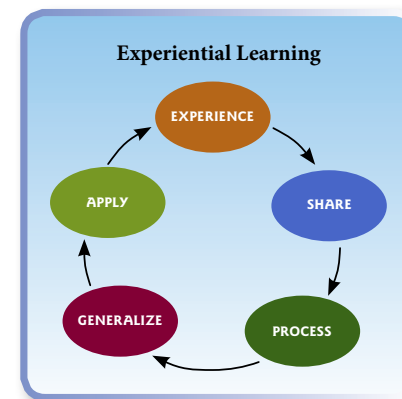 Experiential Learning
EXPERIENCE
SHARE
PROCESS
GENERALIZE
APPLY